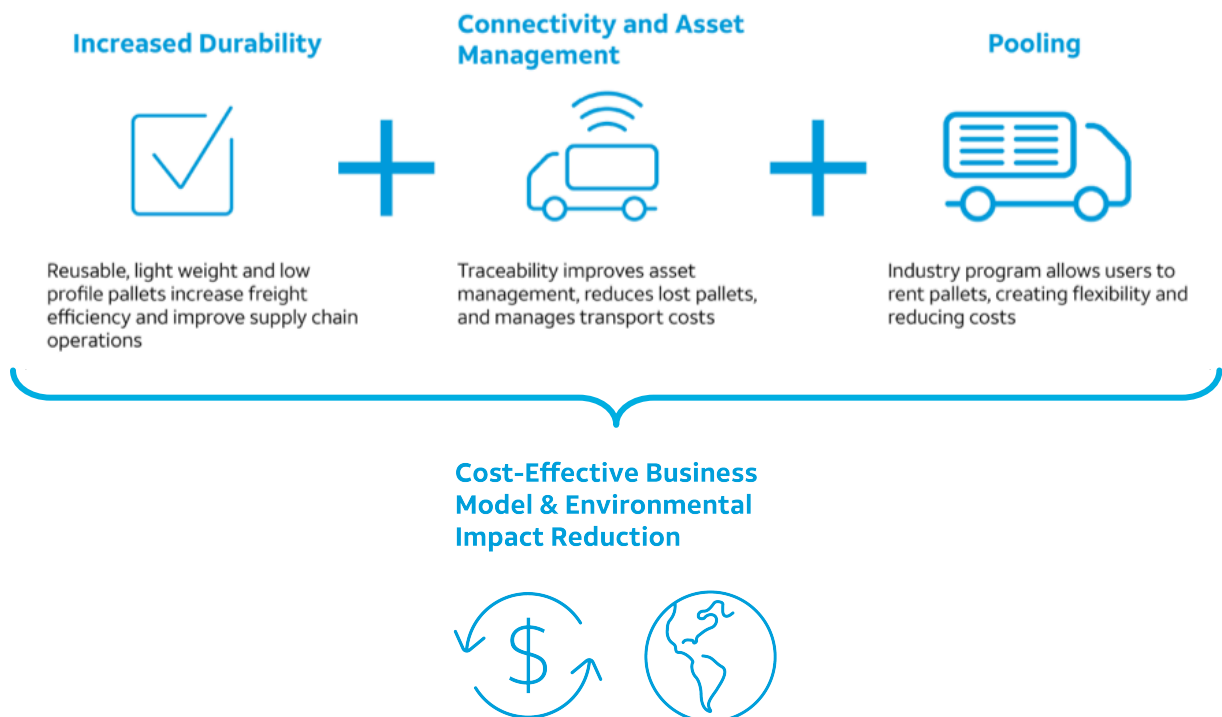 Increased Durability
Connectivity and Asset
Management
Pooling
Reusable, light weight and low
profile pallets increase freight
efficiency and improve supply chain
operations
Traceability improves asset
management, reduces lost pallets,
and manages transport costs
Industry program allows users to
rent pallets, creating flexibility and
reducing costs
Cost-Effective Business
Model & Environmental
Impact Reduction
$